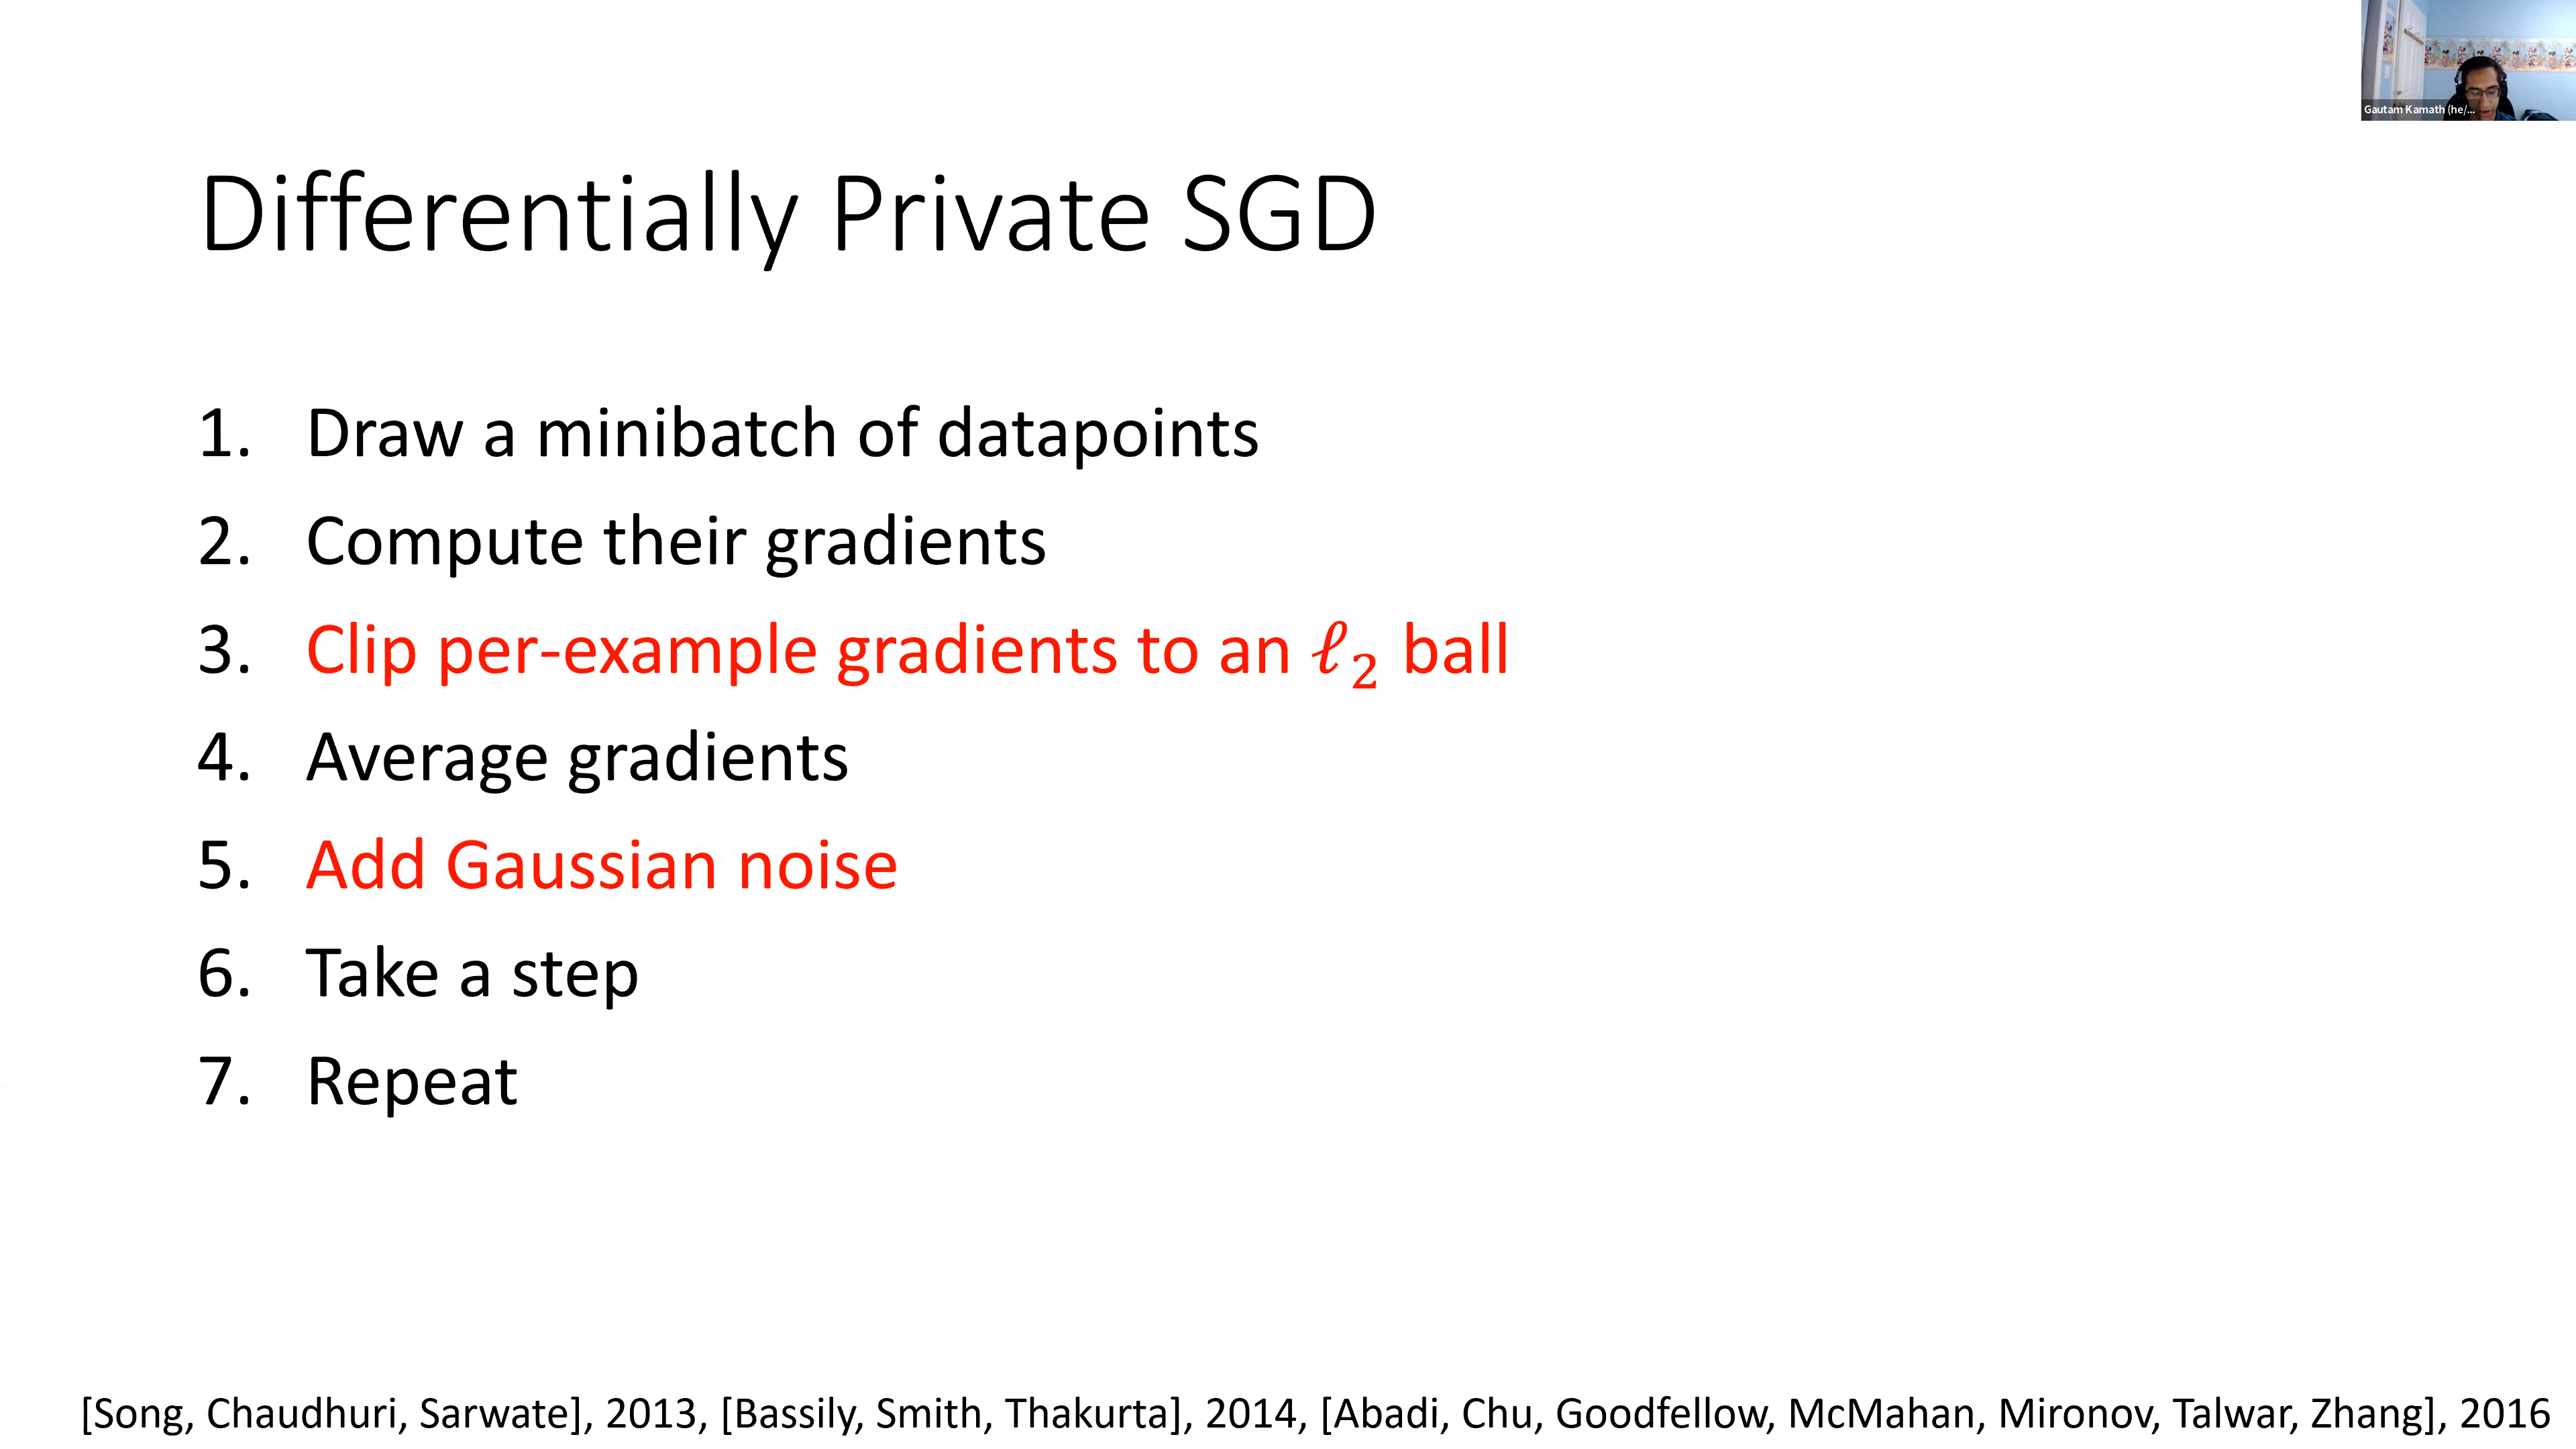 Gautam Kamath (he/...
Differentially Private SGD
1. Draw a minibatch of datapoints
2. Compute their gradients
3. Clip per-example gradients to an ℓ₂ ball
4. Average gradients
5. Add Gaussian noise
6. Take a step
7. Repeat
[Song, Chaudhuri, Sarwate], 2013, [Bassily, Smith, Thakurta], 2014, [Abadi, Chu, Goodfellow, McMahan, Mironov, Talwar, Zhang], 2016